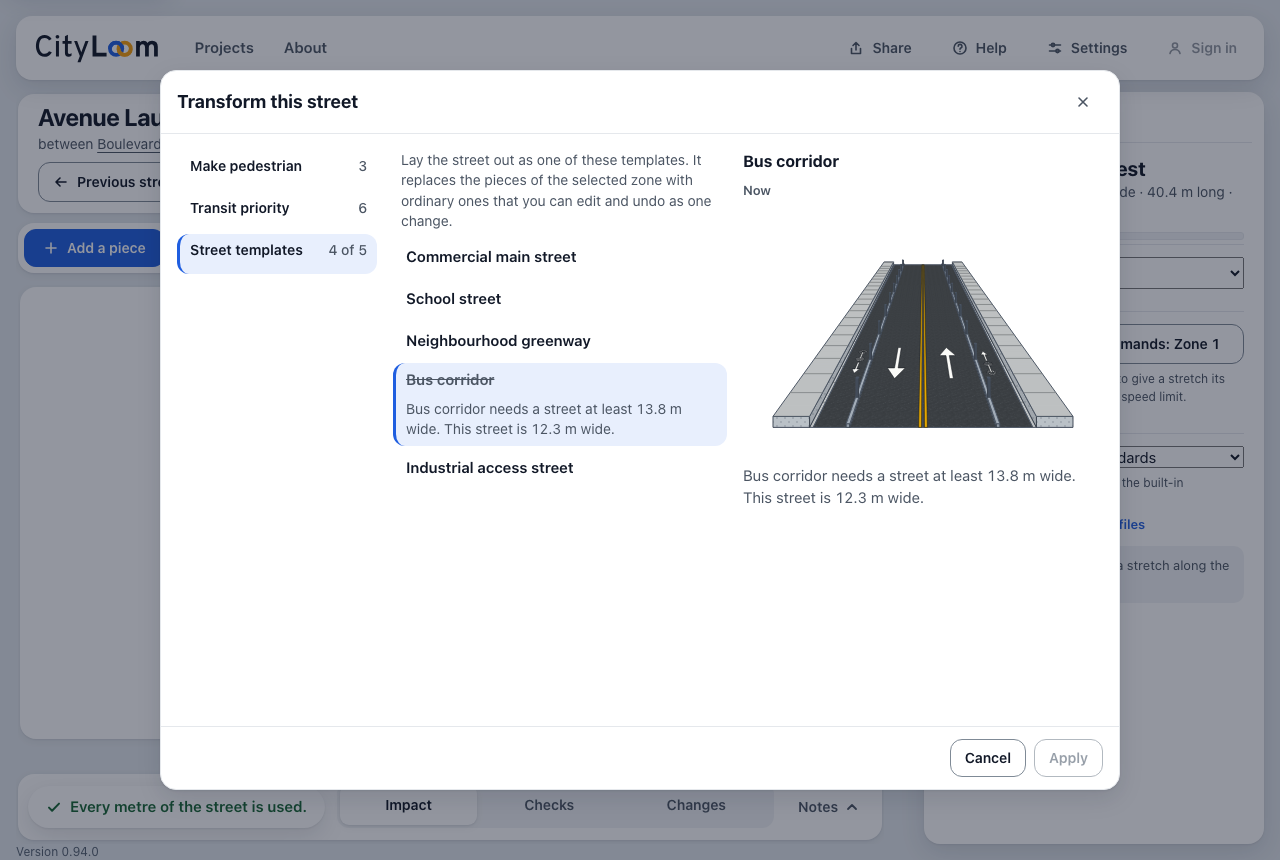 CityLoom
Projects
About
Share
Help
Settings
Sign in
Avenue Lau
between Boulevard
Previous stre
Add a piece
Transform this street
Make pedestrian 3
Transit priority 6
Street templates 4 of 5
Lay the street out as one of these templates. It
replaces the pieces of the selected zone with
ordinary ones that you can edit and undo as one
change.
Commercial main street
School street
Neighbourhood greenway
Bus corridor
Bus corridor needs a street at least 13.8 m
wide. This street is 12.3 m wide.
Industrial access street
Bus corridor
Now
Bus corridor needs a street at least 13.8 m wide.
This street is 12.3 m wide.
Cancel
Apply
est
de · 40.4 m long ·
mands: Zone 1
o give a stretch its
speed limit.
dards
the built-in
files
a stretch along the
Every metre of the street is used.
Impact
Checks
Changes
Notes
Version 0.94.0